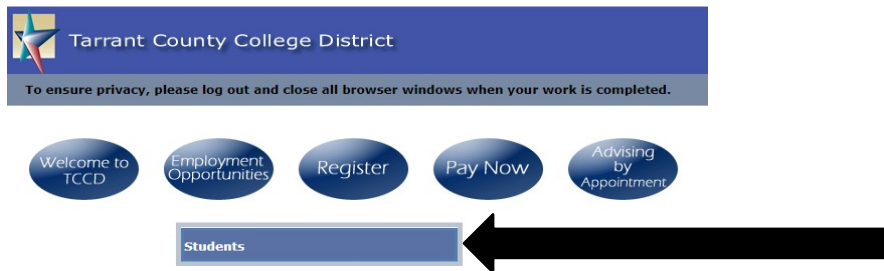 Tarrant County College District
To ensure privacy, please log out and close all browser windows when your work is completed.
Welcome to
TCCD
Employment
Opportunities
Register
Pay Now
Advising
by
Appointment
Students